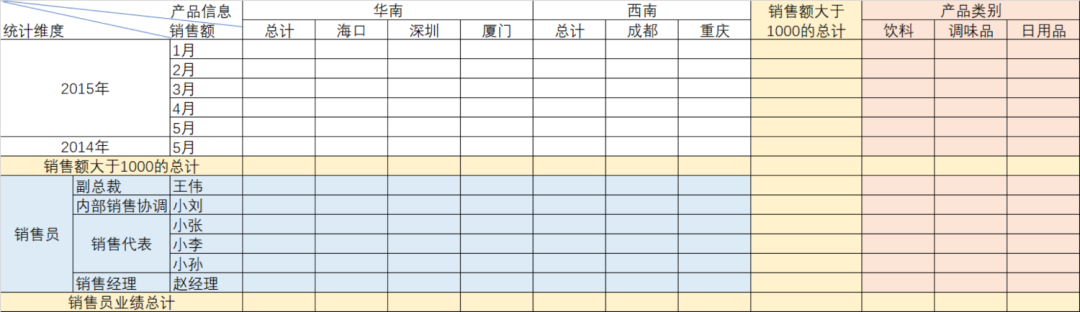 产品信息 华南 西南 销售额大于1000的总计 产品类别
统计维度 销售额 总计 海口 深圳 厦门 总计 成都 重庆 饮料 调味品 日用品
2015年 1月
2月
3月
4月
5月
2014年 5月
销售额大于1000的总计
销售员 副总裁 王伟
内部销售协调 小刘
销售代表 小张
小李
小孙
销售经理 赵经理
销售员业绩总计